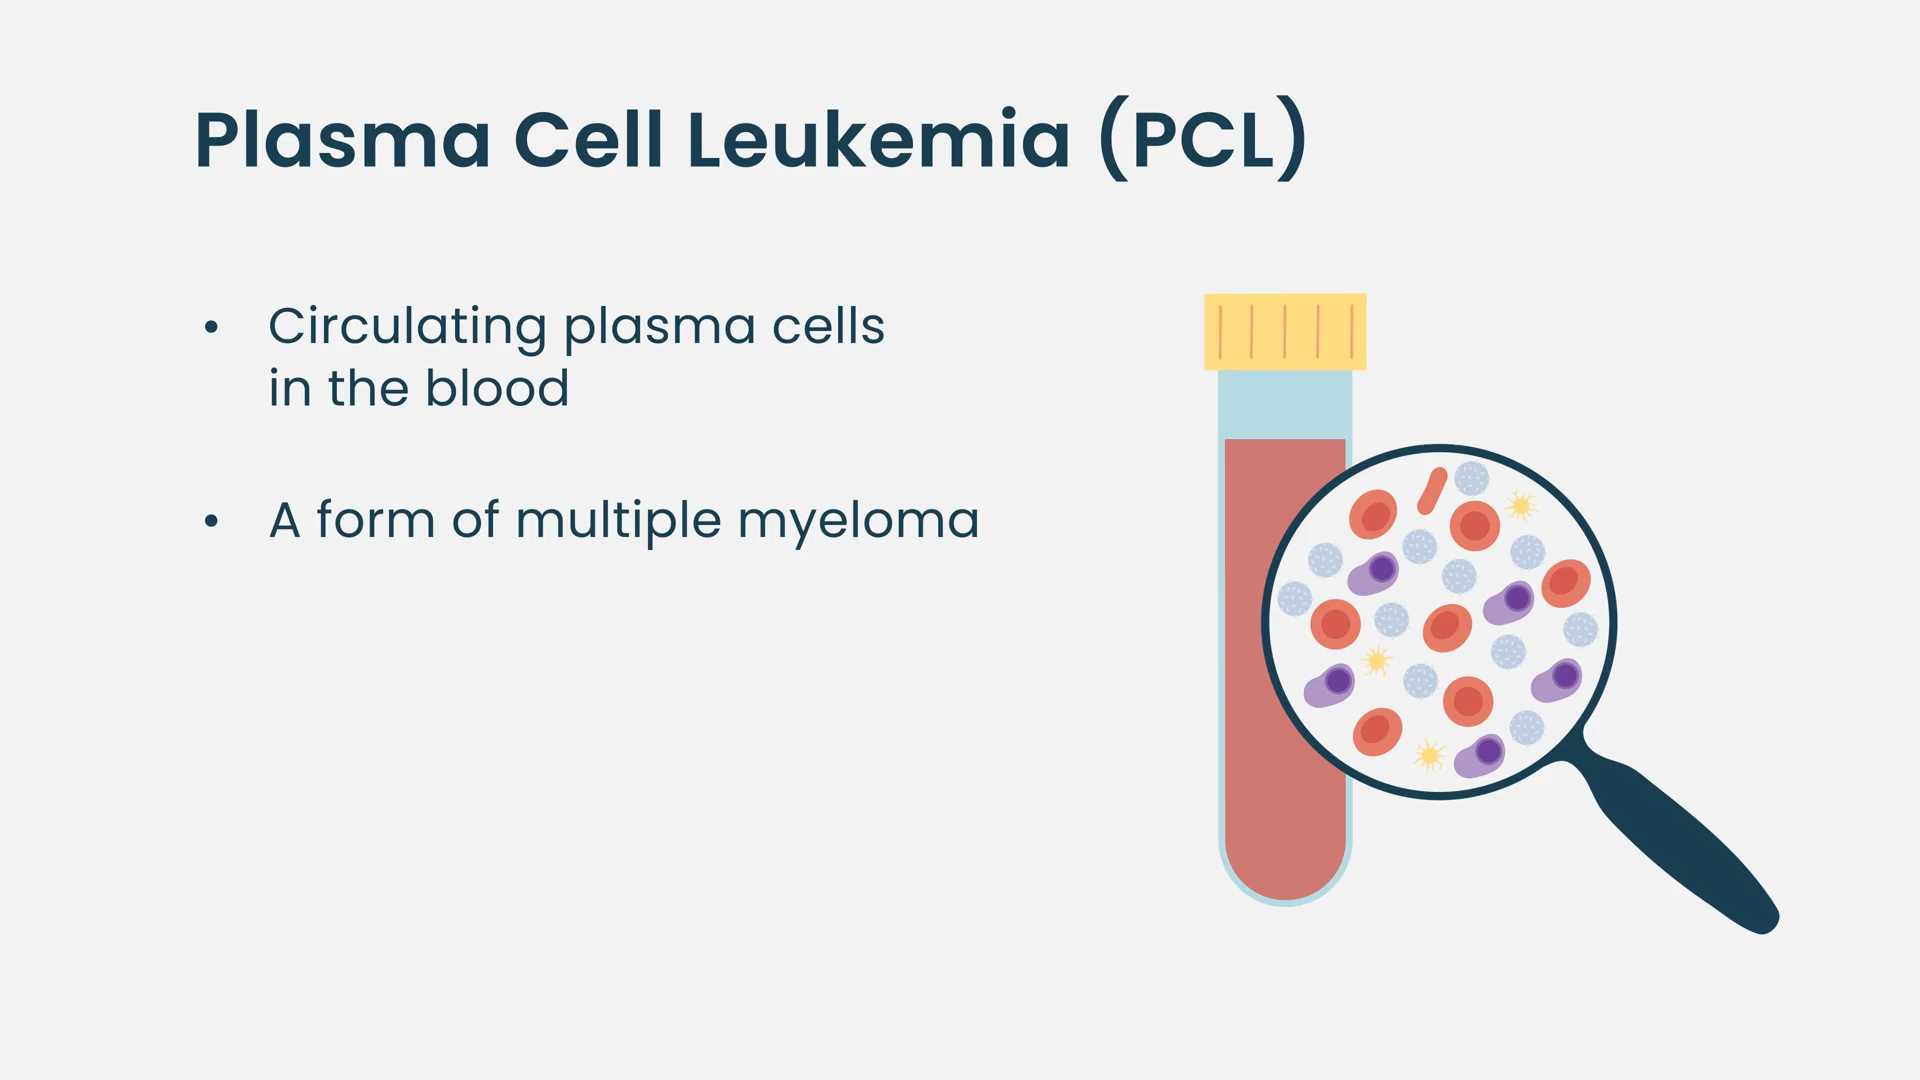 Plasma Cell Leukemia (PCL)
• Circulating plasma cells
in the blood
• A form of multiple myeloma